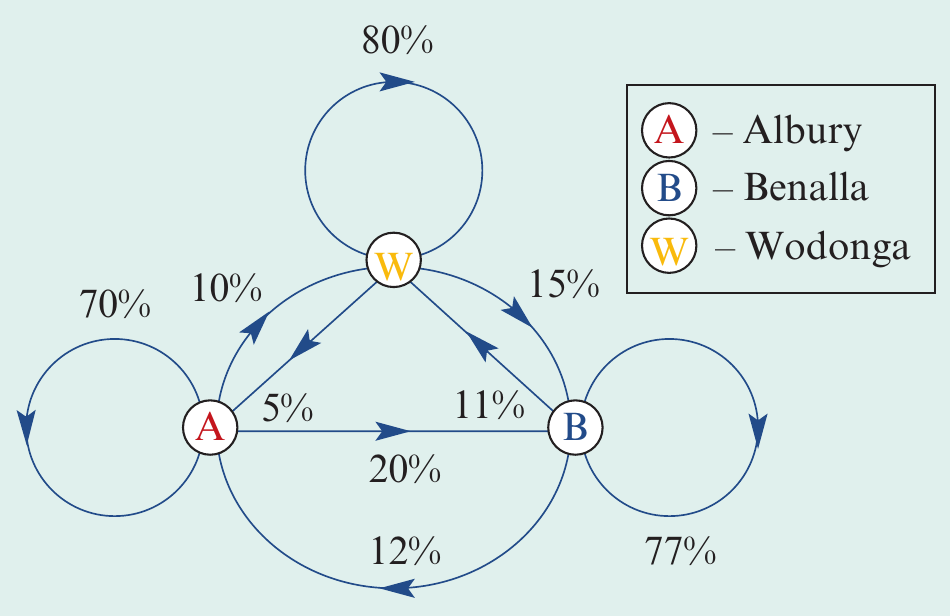 80%
A – Albury
B – Benalla
W – Wodonga
W
10%
15%
70%
5%
11%
A
B
20%
12%
77%